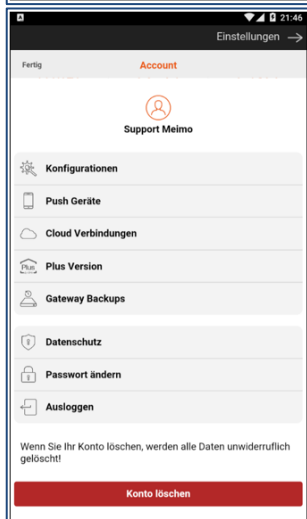 21:46
Einstellungen
Fertig
Account
Support Meimo
Konfigurationen
Push Geräte
Cloud Verbindungen
Plus
Plus Version
Gateway Backups
Datenschutz
Passwort ändern
Ausloggen
Wenn Sie Ihr Konto löschen, werden alle Daten unwiderruflich
gelöscht!
Konto löschen